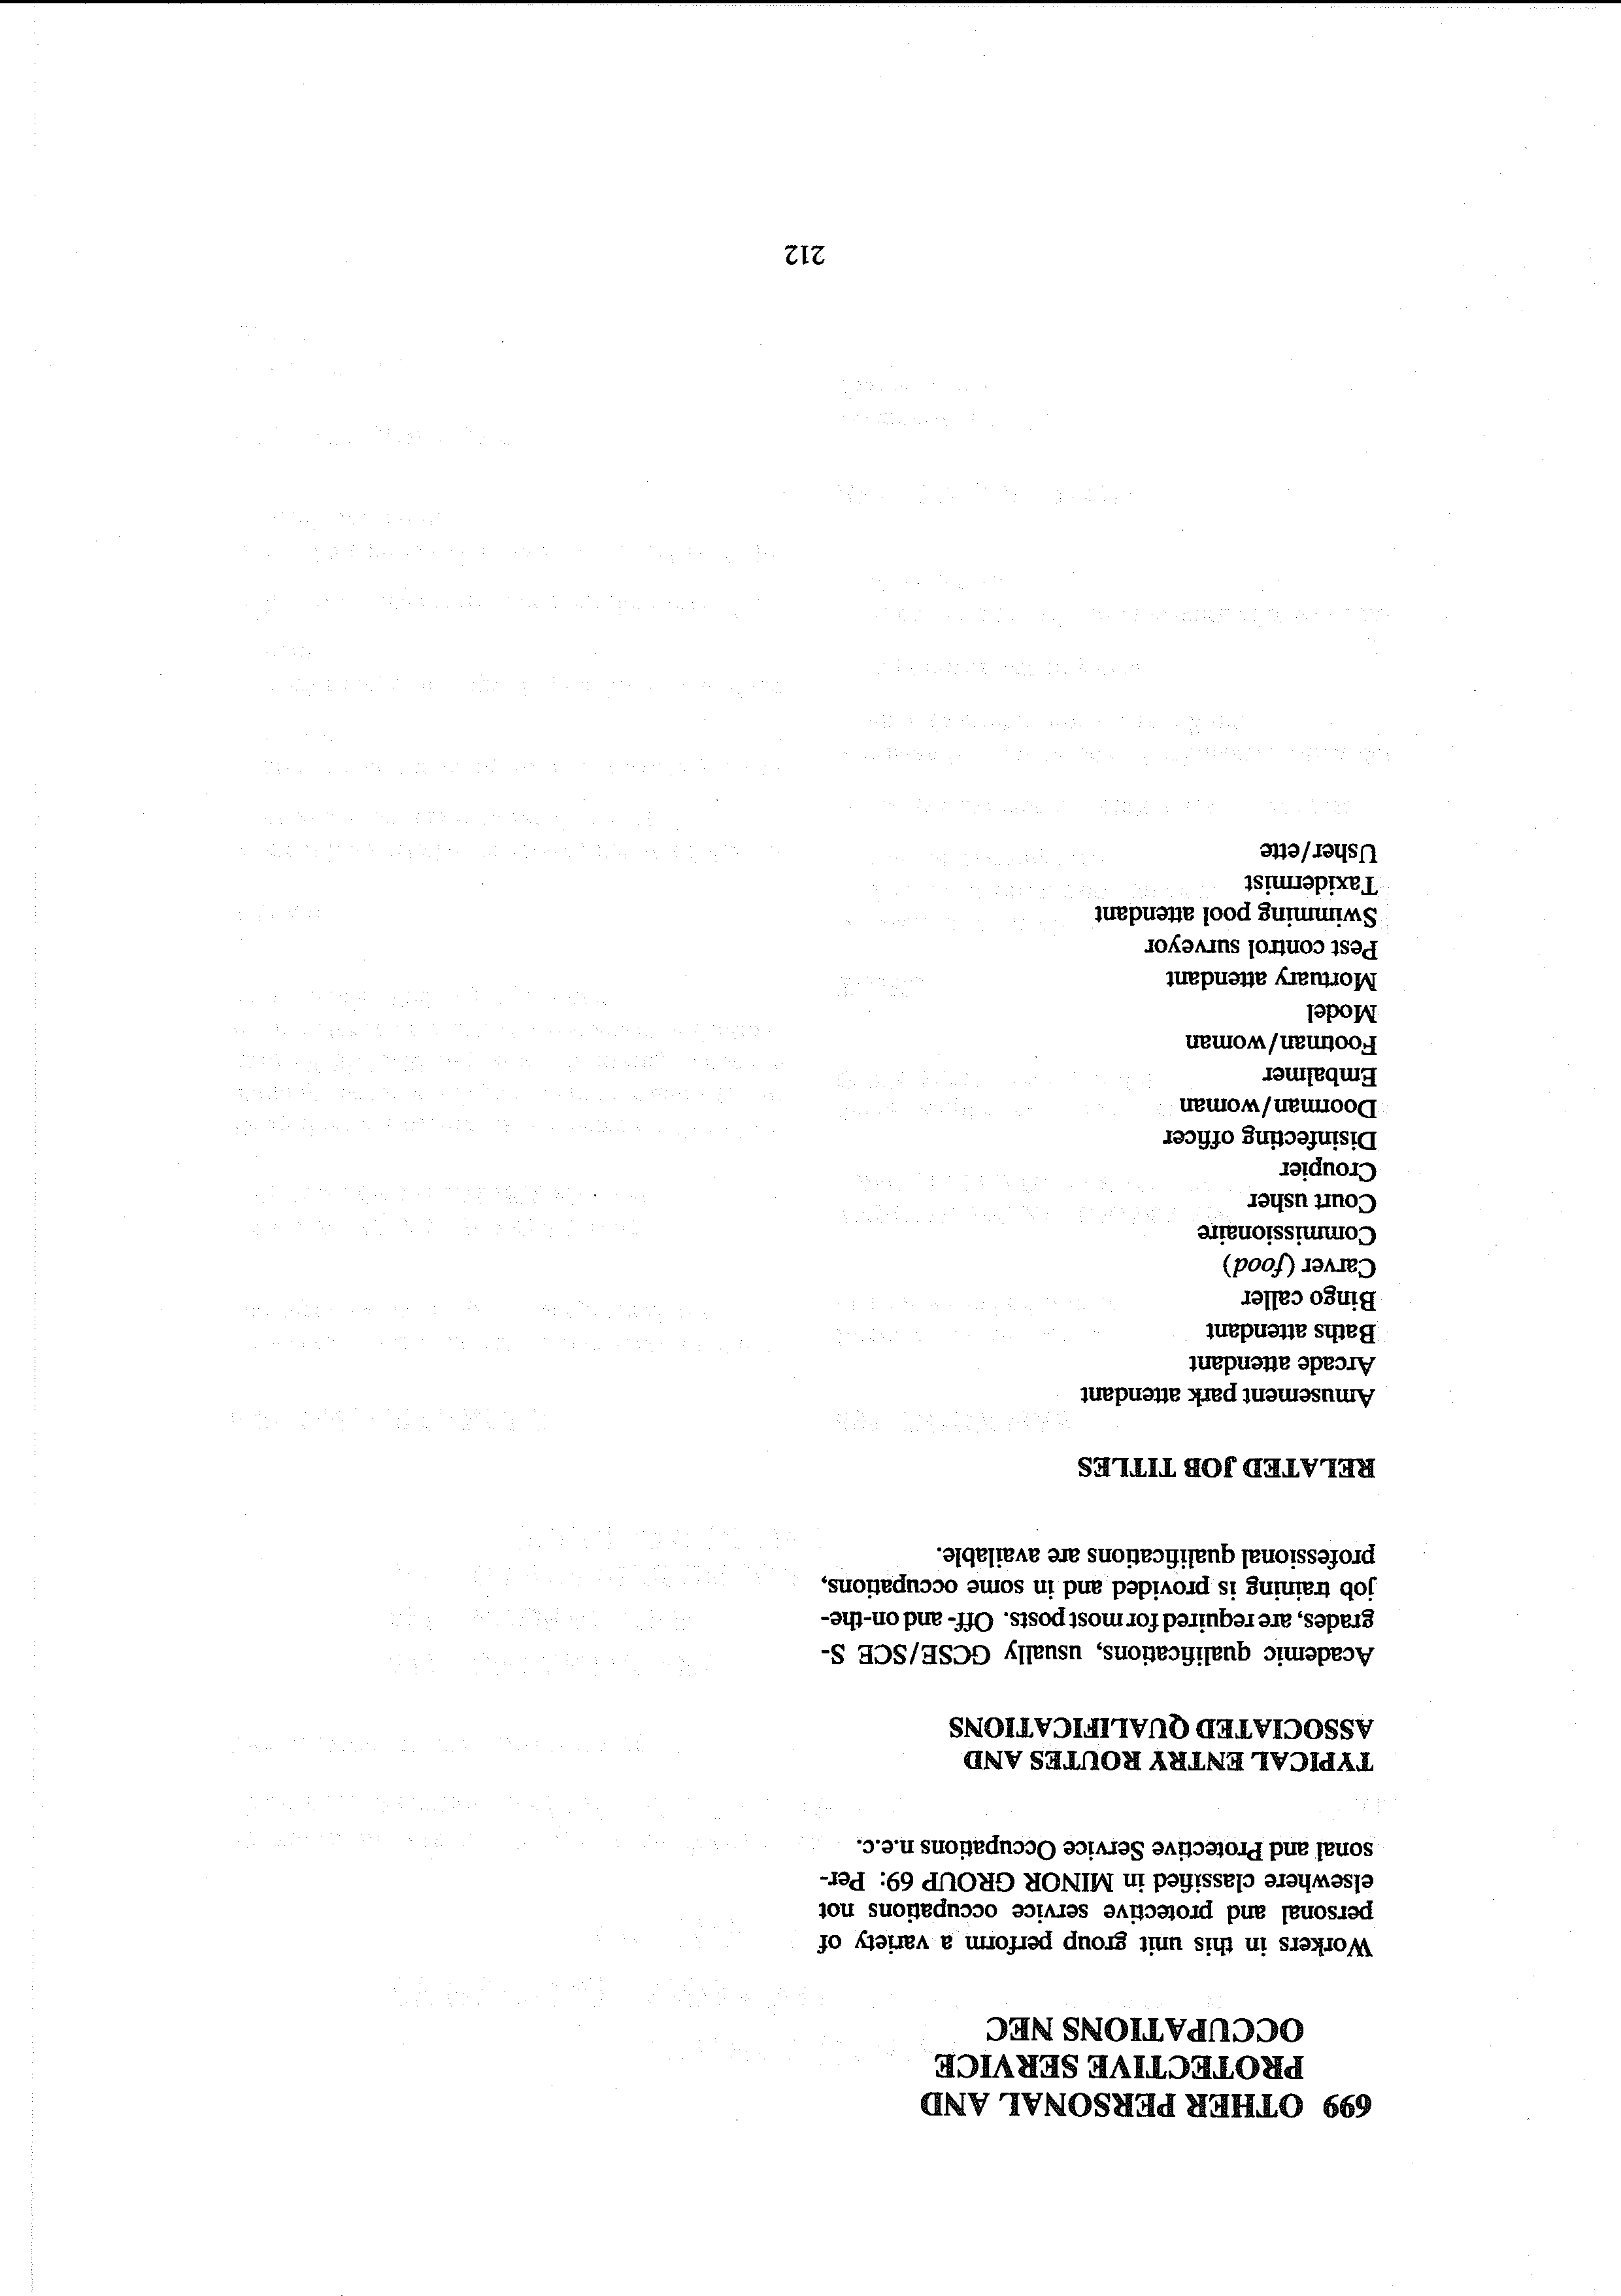 699 OTHER PERSONAL AND
PROTECTIVE SERVICE
OCCUPATIONS NEC
Workers in this unit group perform a variety of
personal and protective service occupations not
elsewhere classified in MINOR GROUP 69: Per-
sonal and Protective Service Occupations n.e.c.
TYPICAL ENTRY ROUTES AND
ASSOCIATED QUALIFICATIONS
Academic qualifications, usually GCSE/SCE S-
grades, are required for most posts. Off- and on-the-
job training is provided and in some occupations,
professional qualifications are available.
RELATED JOB TITLES
Amusement park attendant
Arcade attendant
Baths attendant
Bingo caller
Carver (food)
Commissionaire
Court usher
Croupier
Disinfecting officer
Doorman/woman
Embalmer
Footman/woman
Model
Mortuary attendant
Pest control surveyor
Swimming pool attendant
Taxidermist
Usher/ette
212